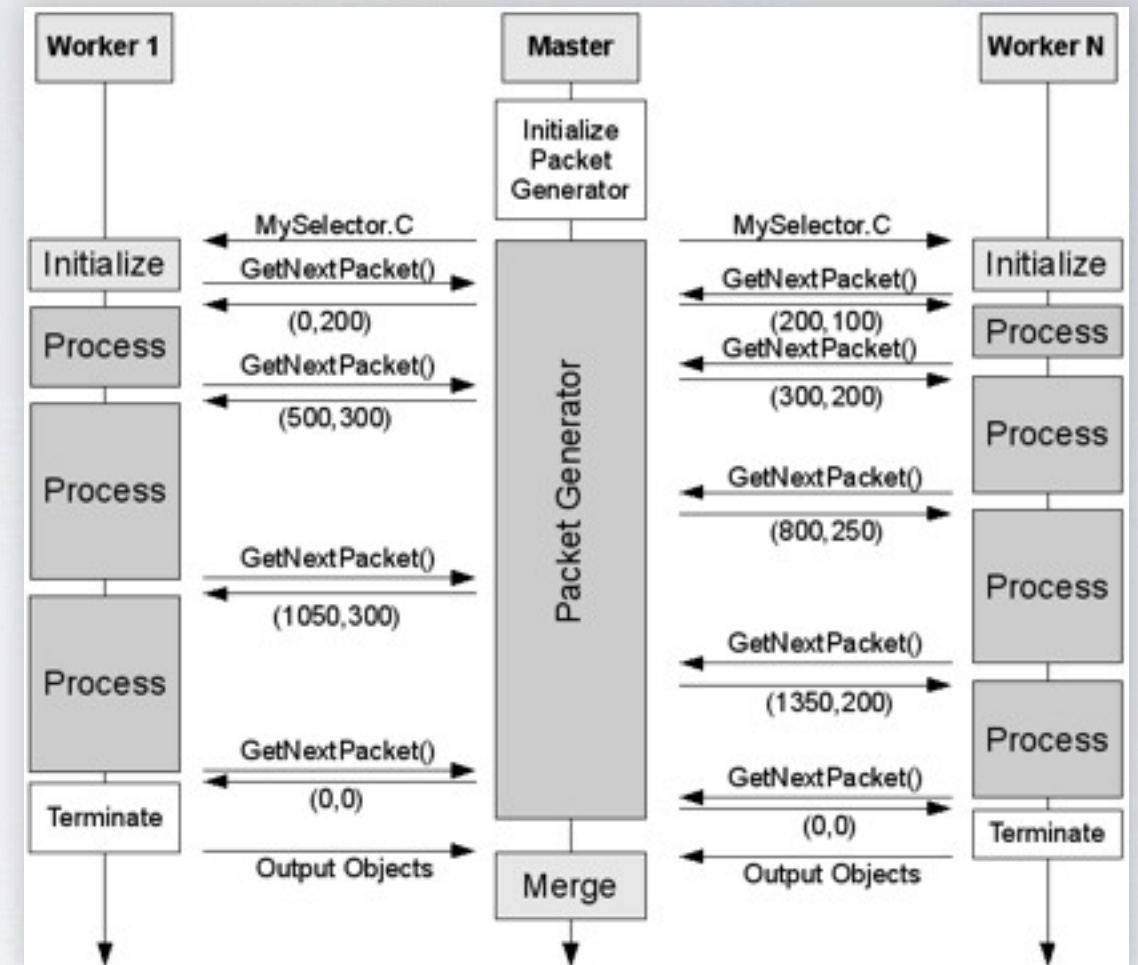 Worker 1
Master
Worker N
Initialize
Packet
Generator
MySelector.C
MySelector.C
Initialize
Initialize
GetNextPacket()
GetNextPacket()
(0,200)
(200,100)
Process
Process
GetNextPacket()
GetNextPacket()
(500,300)
(300,200)
Packet Generator
Process
Process
GetNextPacket()
(800,250)
GetNextPacket()
(1050,300)
Process
Process
GetNextPacket()
(1350,200)
Process
GetNextPacket()
GetNextPacket()
(0,0)
(0,0)
Terminate
Terminate
Output Objects
Output Objects
Merge